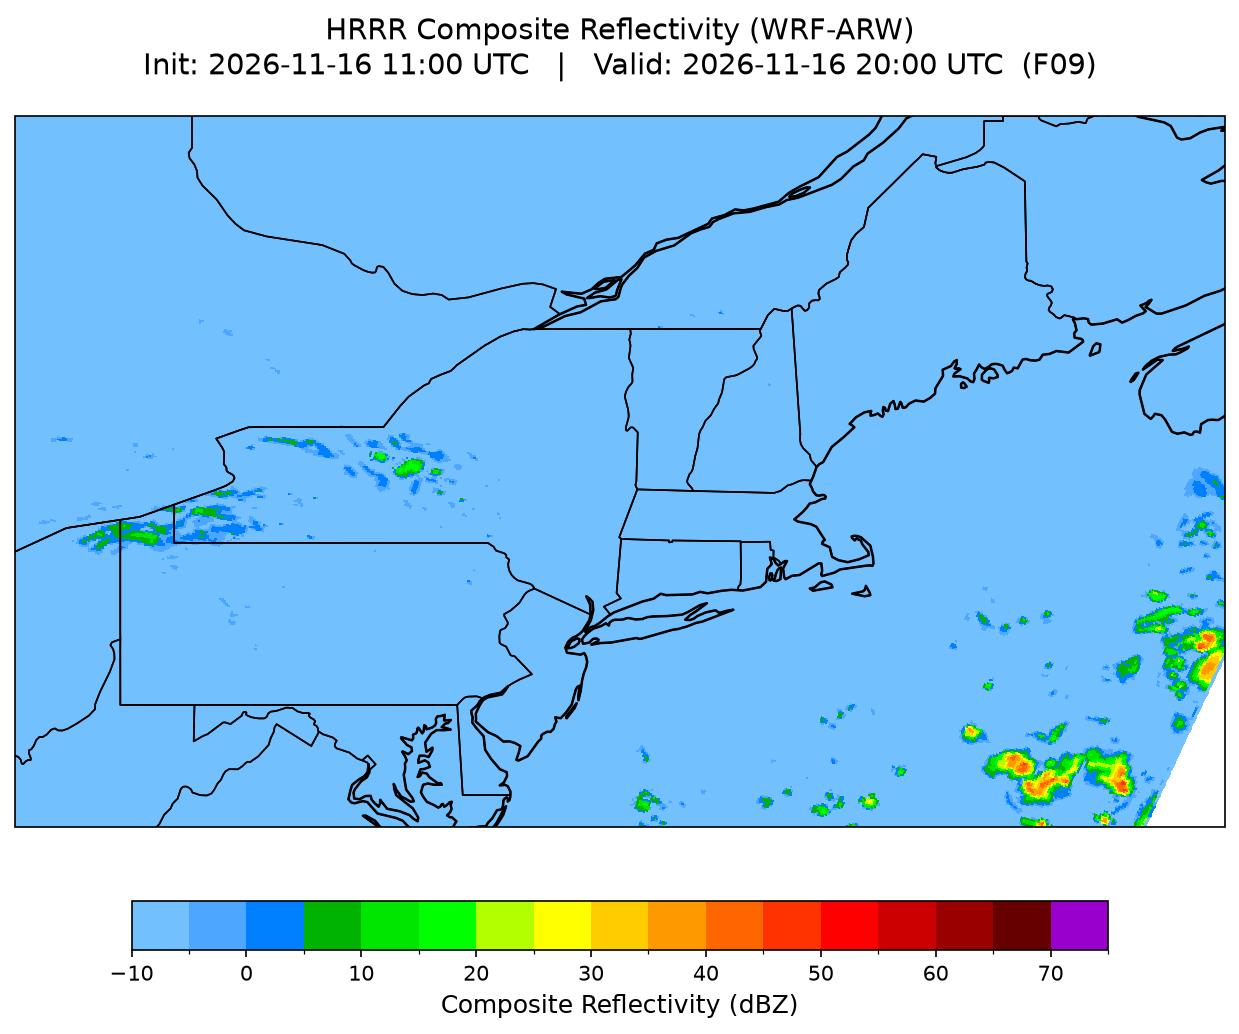 HRRR Composite Reflectivity (WRF-ARW)
Init: 2026-11-16 11:00 UTC   |   Valid: 2026-11-16 20:00 UTC  (F09)
−10 0 10 20 30 40 50 60 70
Composite Reflectivity (dBZ)